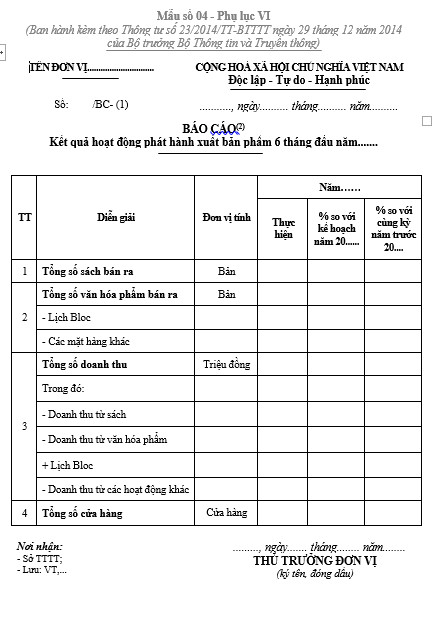 Mẫu số 04 - Phụ lục VI
(Ban hành kèm theo Thông tư số 23/2014/TT-BTTTT ngày 29 tháng 12 năm 2014
của Bộ trưởng Bộ Thông tin và Truyền thông)
TÊN ĐƠN VỊ............................
CỘNG HOÀ XÃ HỘI CHỦ NGHĨA VIỆT NAM
Độc lập - Tự do - Hạnh phúc
Số: /BC- (1)
............, ngày.......... tháng.......... năm..........
BÁO CÁO(2)
Kết quả hoạt động phát hành xuất bản phẩm 6 tháng đầu năm.......
TT
Diễn giải
Đơn vị tính
Năm……
Thực
hiện
% so với
kế hoạch
năm 20......
% so với
cùng kỳ
năm trước
20....
1 Tổng số sách bán ra Bản
2
Tổng số văn hóa phẩm bán ra Bản
- Lịch Bloc
- Các mặt hàng khác
3
Tổng số doanh thu Triệu đồng
Trong đó:
- Doanh thu từ sách
- Doanh thu từ văn hóa phẩm
+ Lịch Bloc
- Doanh thu từ các hoạt động khác
4 Tổng số cửa hàng Cửa hàng
Nơi nhận:
- Sở TTTT;
- Lưu: VT,...
.........., ngày....... tháng........ năm........
THỦ TRƯỞNG ĐƠN VỊ
(ký tên, đóng dấu)